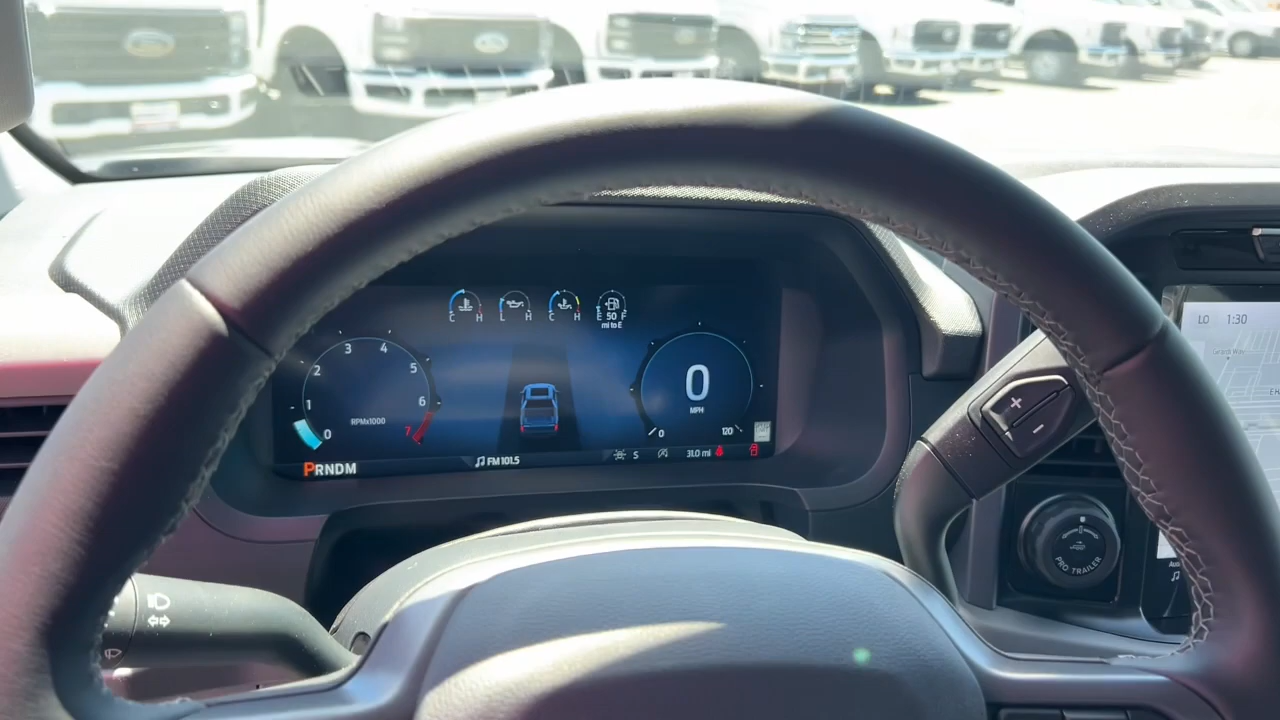 LO 1:30
C H
L H
C H
E 50 F
mi to E
0 1 2 3 4 5 6 7
RPMx1000
0
MPH
0 120
PRNDM
FM 101.5
S
31.0 mi
+
-
PRO TRAILER